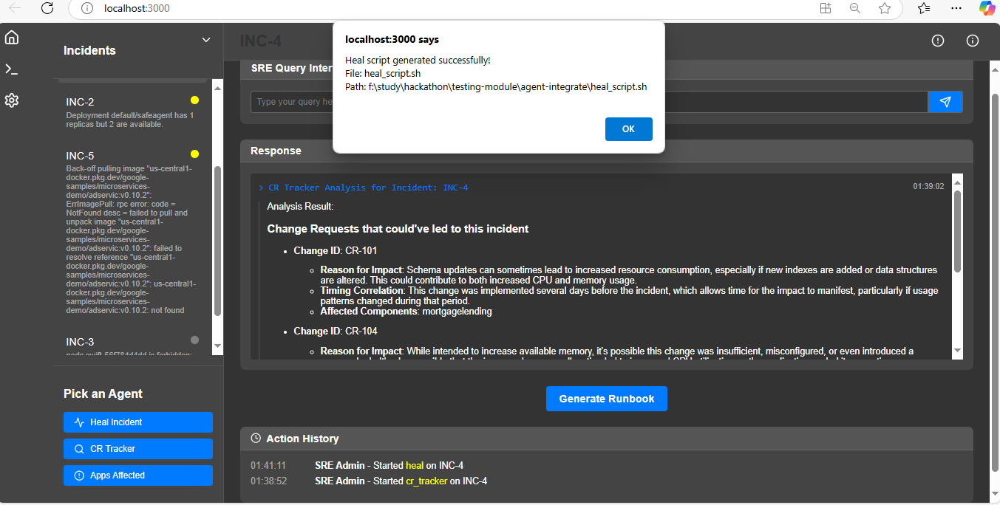 localhost:3000
localhost:3000 says
Heal script generated successfully!
File: heal_script.sh
Path: f:\study\hackathon\testing-module\agent-integrate\heal_script.sh
OK
Incidents
INC-2
Deployment default/safeagent has 1
replicas but 2 are available.
INC-5
Back-off pulling image "us-central1-
docker.pkg.dev/google-
samples/microservices-
demo/adservic:v0.10.2":
ErrImagePull: rpc error: code =
NotFound desc = failed to pull and
unpack image "us-central1-
docker.pkg.dev/google-
samples/microservices-
demo/adservic:v0.10.2": failed to
resolve reference "us-central1-
docker.pkg.dev/google-
samples/microservices-
demo/adservic:v0.10.2": us-central1-
docker.pkg.dev/google-
samples/microservices-
demo/adservic:v0.10.2: not found
INC-3
Pick an Agent
Heal Incident
CR Tracker
Apps Affected
INC-4
SRE Query Inter
Type your query he
Response
> CR Tracker Analysis for Incident: INC-4
01:39:02
Analysis Result:
Change Requests that could've led to this incident
• Change ID: CR-101
Reason for Impact: Schema updates can sometimes lead to increased resource consumption, especially if new indexes are added or data structures
are altered. This could contribute to both increased CPU and memory usage.
Timing Correlation: This change was implemented several days before the incident, which allows time for the impact to manifest, particularly if usage
patterns changed during that period.
Affected Components: mortgagelending
• Change ID: CR-104
Reason for Impact: While intended to increase available memory, it's possible this change was insufficient, misconfigured, or even introduced a
Generate Runbook
Action History
01:41:11 SRE Admin - Started heal on INC-4
01:38:52 SRE Admin - Started cr_tracker on INC-4